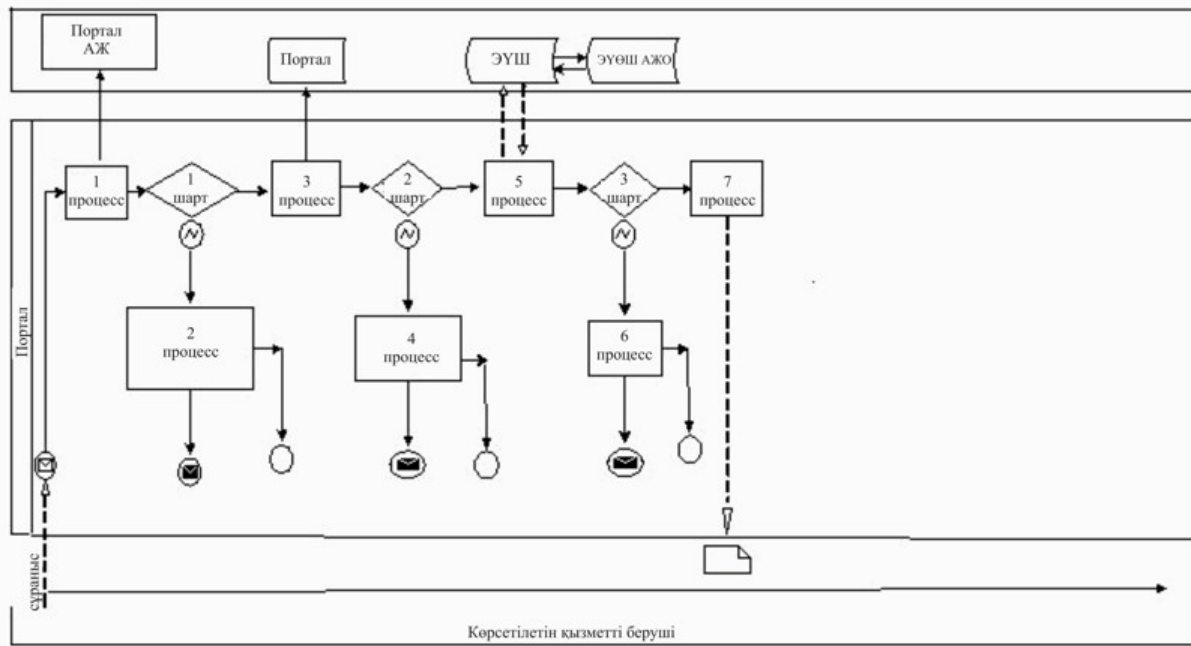 Портал
АЖ
Портал
ЭҮШ
ЭҮӨШ АЖО
1
процесс
1
шарт
3
процесс
2
шарт
5
процесс
3
шарт
7
процесс
2
процесс
4
процесс
6
процесс
Портал
сұраныс
Көрсетілетін қызметті беруші